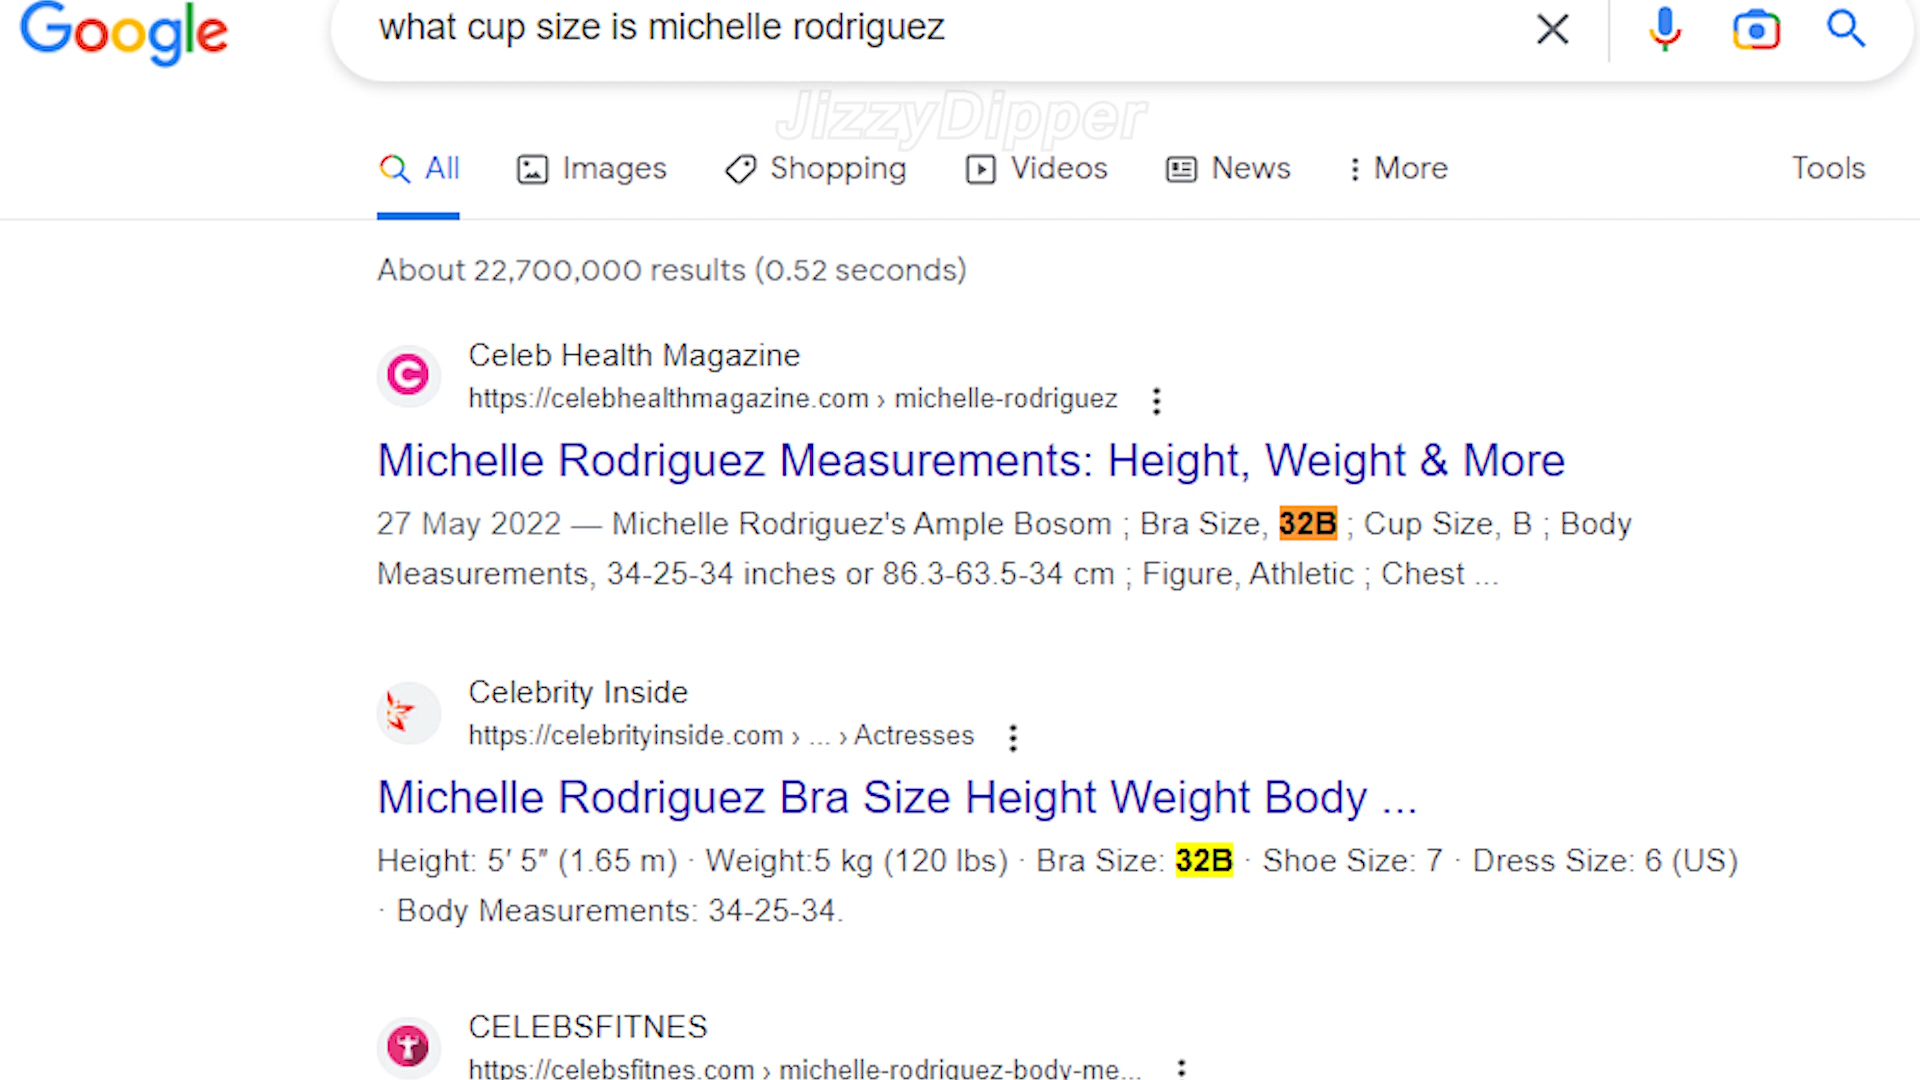 Google
what cup size is michelle rodriguez
JizzyDipper
All Images Shopping Videos News More Tools
About 22,700,000 results (0.52 seconds)
Celeb Health Magazine
https://celebhealthmagazine.com › michelle-rodriguez
Michelle Rodriguez Measurements: Height, Weight & More
27 May 2022 — Michelle Rodriguez's Ample Bosom ; Bra Size, 32B ; Cup Size, B ; Body
Measurements, 34-25-34 inches or 86.3-63.5-34 cm ; Figure, Athletic ; Chest ...
Celebrity Inside
https://celebrityinside.com › ... › Actresses
Michelle Rodriguez Bra Size Height Weight Body ...
Height: 5′ 5″ (1.65 m) · Weight:5 kg (120 lbs) · Bra Size: 32B · Shoe Size: 7 · Dress Size: 6 (US)
· Body Measurements: 34-25-34.
CELEBSFITNES
https://celebsfitnes.com › michelle-rodriguez-body-me...